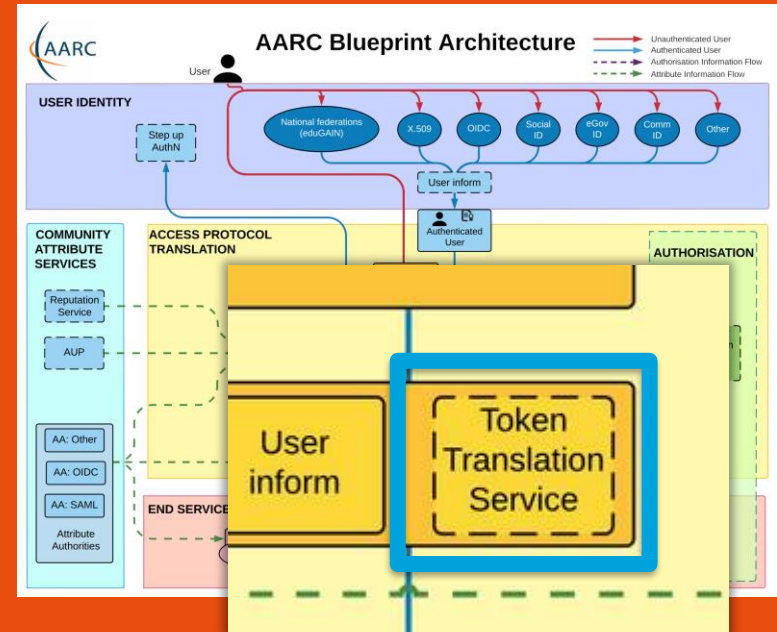 AARC
AARC Blueprint Architecture
Unauthenticated User
Authenticated User
Authorisation Information Flow
Attribute Information Flow
User
USER IDENTITY
Step up
AuthN
National federations
(eduGAIN)
X.509
OIDC
Social
ID
eGov
ID
Comm
ID
Other
User inform
Authenticated
User
COMMUNITY
ATTRIBUTE
SERVICES
ACCESS PROTOCOL
TRANSLATION
AUTHORISATION
Reputation
Service
AUP
AA: Other
AA: OIDC
AA: SAML
Attribute
Authorities
END SERVICE
User
inform
Token
Translation
Service